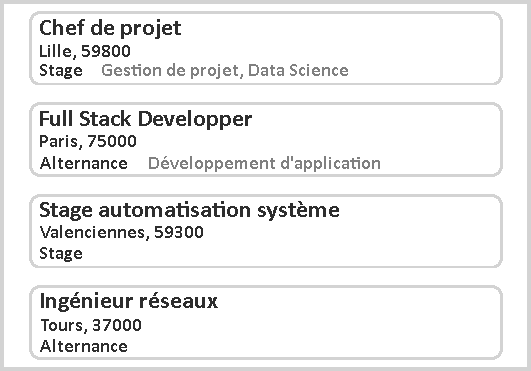 Chef de projet
Lille, 59800
Stage Gestion de projet, Data Science
Full Stack Developper
Paris, 75000
Alternance Développement d'application
Stage automatisation système
Valenciennes, 59300
Stage
Ingénieur réseaux
Tours, 37000
Alternance